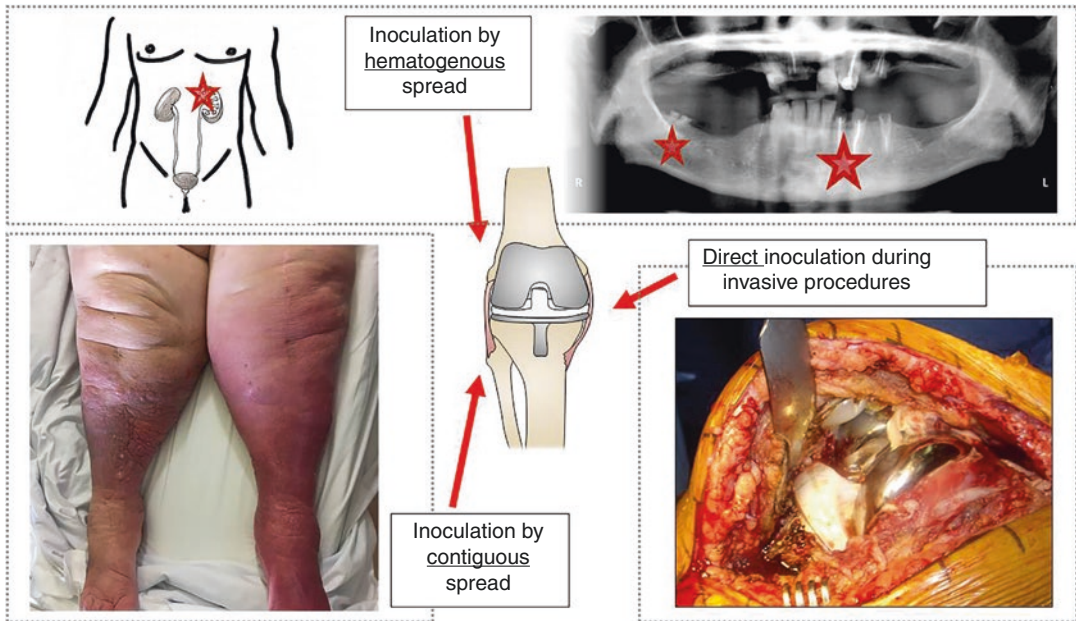 Inoculation by
hematogenous
spread
R
L
Direct inoculation during
invasive procedures
Inoculation by
contiguous
spread